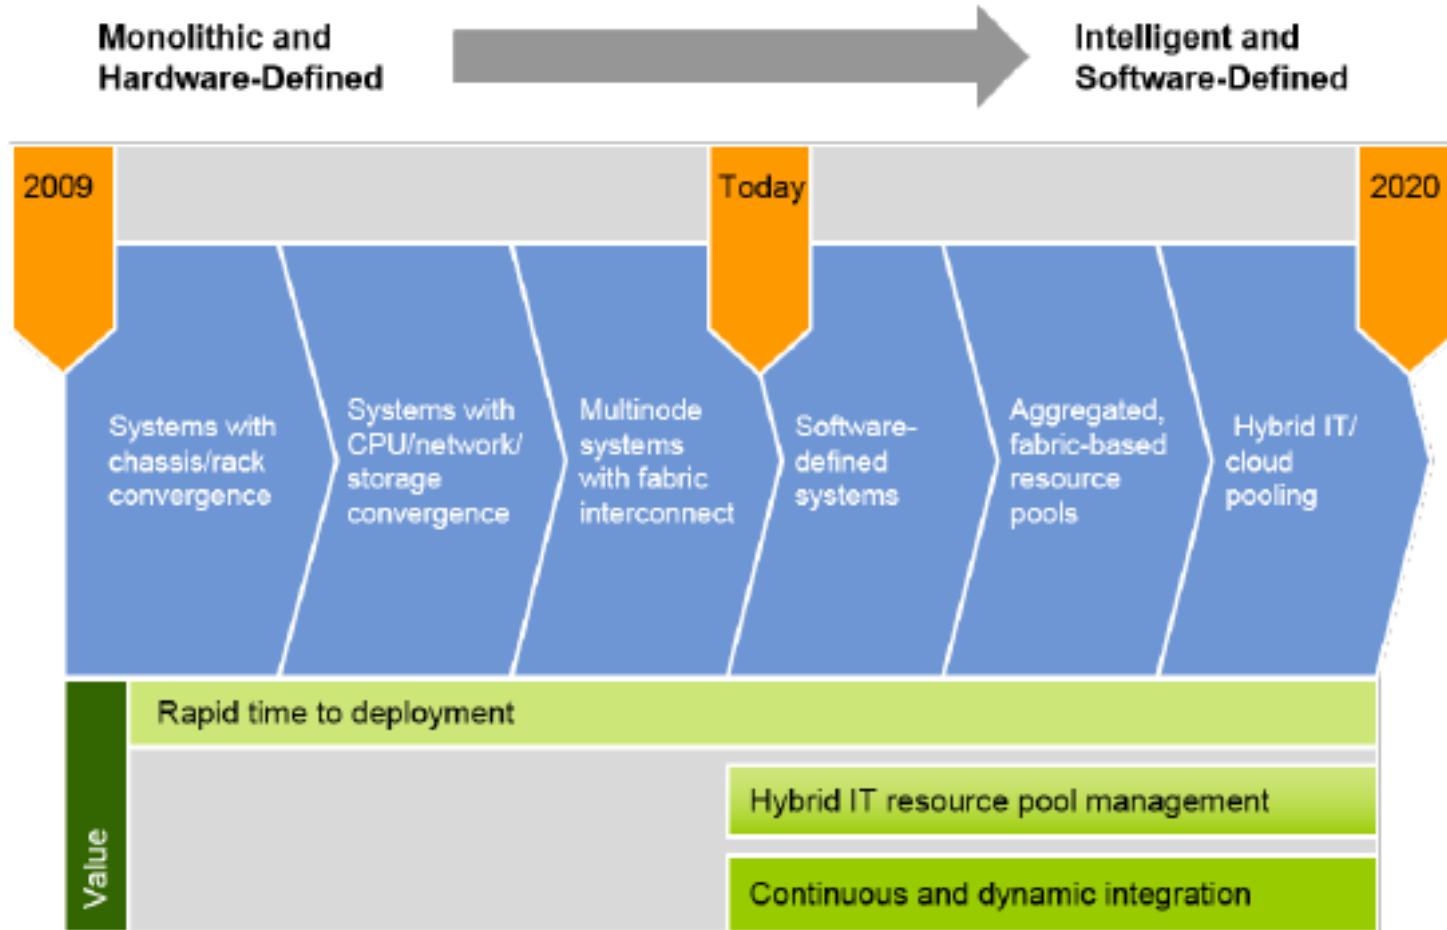 Monolithic and
Hardware-Defined
Intelligent and
Software-Defined
2009
Today
2020
Systems with
chassis/rack
convergence
Systems with
CPU/network/
storage
convergence
Multinode
systems
with fabric
interconnect
Software-
defined
systems
Aggregated,
fabric-based
resource
pools
Hybrid IT/
cloud
pooling
Value
Rapid time to deployment
Hybrid IT resource pool management
Continuous and dynamic integration